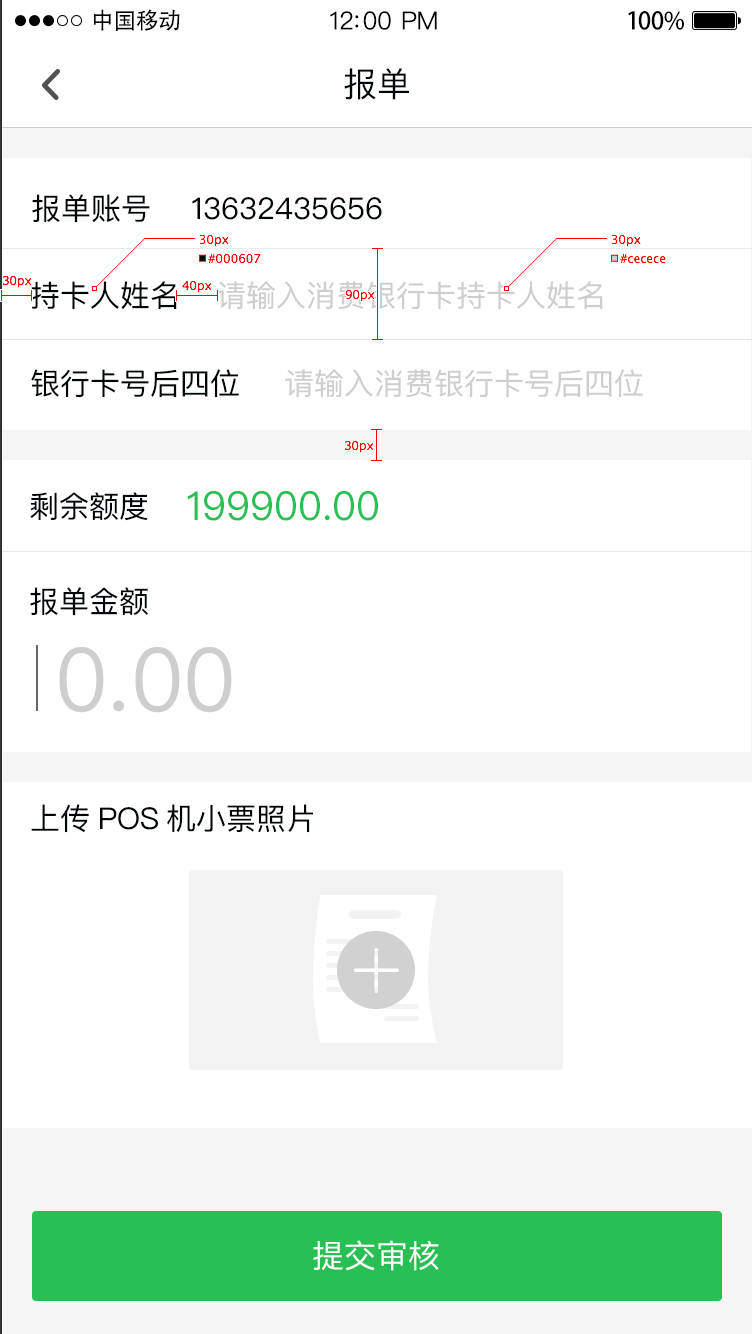 中国移动 12:00 PM 100%
报单
报单账号 13632435656
30px 30px
#000607 #cecece
30px 持卡人姓名 40px 请输入消费银行卡持卡人姓名 90px
银行卡号后四位 请输入消费银行卡号后四位
30px
剩余额度 199900.00
报单金额
0.00
上传 POS 机小票照片
提交审核